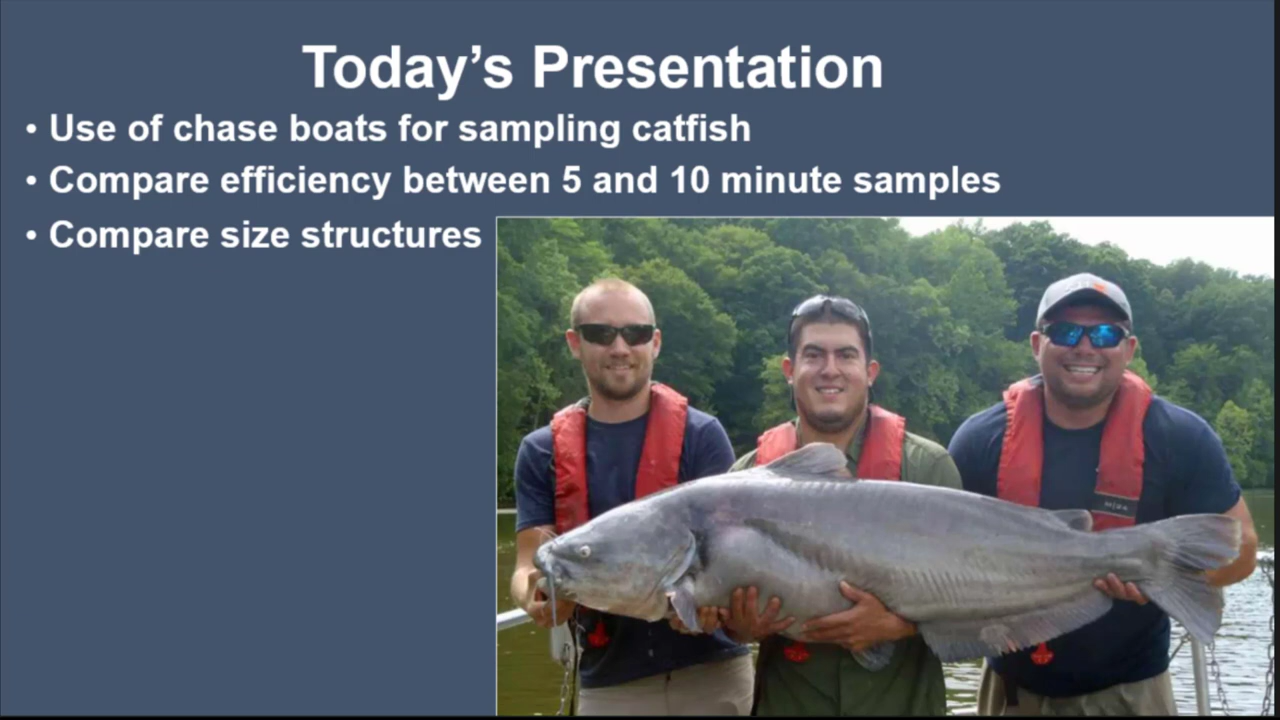 Today’s Presentation
• Use of chase boats for sampling catfish
• Compare efficiency between 5 and 10 minute samples
• Compare size structures